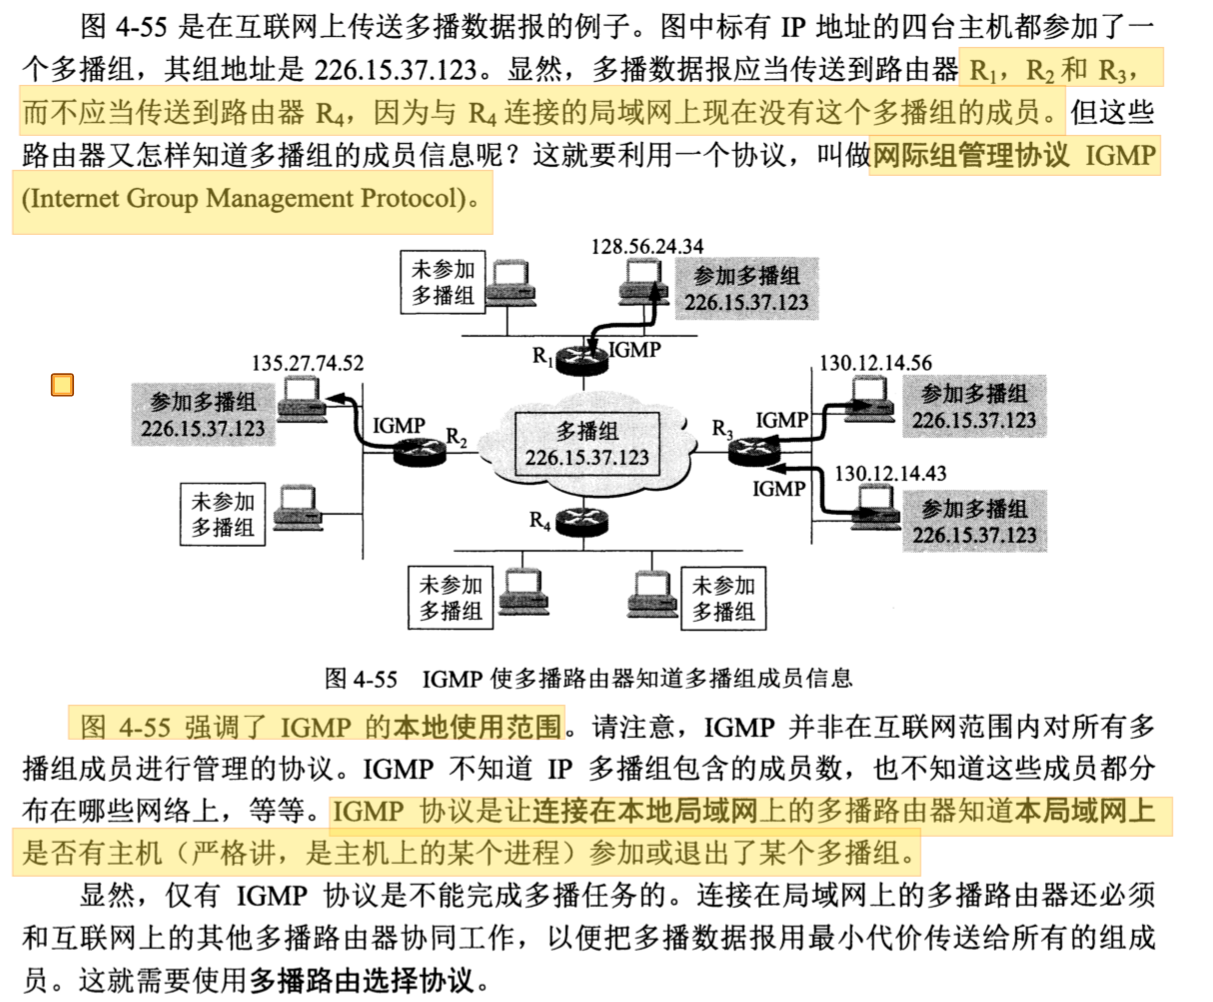 图 4-55 是在互联网上传送多播数据报的例子。图中标有 IP 地址的四台主机都参加了一
个多播组，其组地址是 226.15.37.123。显然，多播数据报应当传送到路由器 R₁，R₂ 和 R₃，
而不应当传送到路由器 R₄，因为与 R₄ 连接的局域网上现在没有这个多播组的成员。但这些
路由器又怎样知道多播组的成员信息呢？这就要利用一个协议，叫做网际组管理协议 IGMP
(Internet Group Management Protocol)。
128.56.24.34
未参加
多播组
参加多播组
226.15.37.123
R₁
IGMP
135.27.74.52
130.12.14.56
参加多播组
226.15.37.123
IGMP
R₂
多播组
226.15.37.123
R₃
IGMP
参加多播组
226.15.37.123
IGMP
130.12.14.43
未参加
多播组
R₄
参加多播组
226.15.37.123
未参加
多播组
未参加
多播组
图 4-55 IGMP 使多播路由器知道多播组成员信息
图 4-55 强调了 IGMP 的本地使用范围。请注意，IGMP 并非在互联网范围内对所有多
播组成员进行管理的协议。IGMP 不知道 IP 多播组包含的成员数，也不知道这些成员都分
布在哪些网络上，等等。IGMP 协议是让连接在本地局域网上的多播路由器知道本局域网上
是否有主机（严格讲，是主机上的某个进程）参加或退出了某个多播组。
显然，仅有 IGMP 协议是不能完成多播任务的。连接在局域网上的多播路由器还必须
和互联网上的其他多播路由器协同工作，以便把多播数据报用最小代价传送给所有的组成
员。这就需要使用多播路由选择协议。